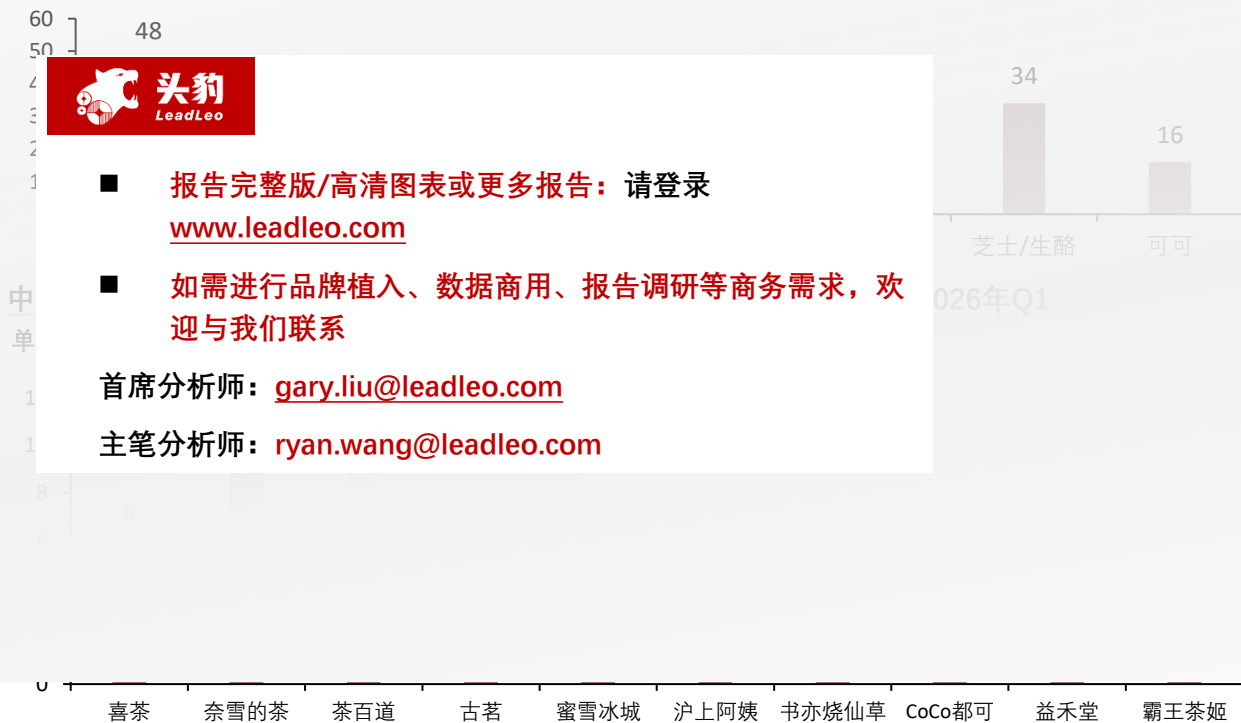 60
48
50
头豹
LeadLeo
34
16
■ 报告完整版/高清图表或更多报告：请登录
www.leadleo.com
芝士/生酪
可可
■ 如需进行品牌植入、数据商用、报告调研等商务需求，欢
迎与我们联系
中
026年Q1
单
首席分析师：gary.liu@leadleo.com
主笔分析师：ryan.wang@leadleo.com
8
6
6
0
喜茶
奈雪的茶
茶百道
古茗
蜜雪冰城
沪上阿姨
书亦烧仙草
CoCo都可
益禾堂
霸王茶姬